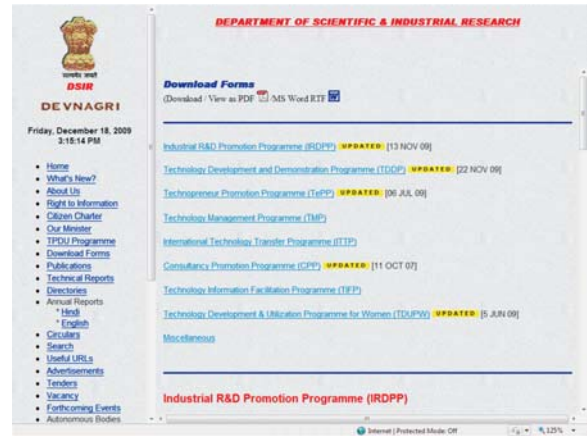 DEPARTMENT OF SCIENTIFIC & INDUSTRIAL RESEARCH
सत्यमेव जयते
DSIR
DEVNAGRI
Friday, December 18, 2009
3:15:14 PM
Home
What's New?
About Us
Right to Information
Citizen Charter
Our Minister
TPDU Programme
Download Forms
Publications
Technical Reports
Directories
Annual Reports
* Hindi
* English
Circulars
Search
Useful URLs
Advertisements
Tenders
Vacancy
Forthcoming Events
Autonomous Bodies
Download Forms
(Download / View as PDF /MS Word RTF
Industrial R&D Promotion Programme (IRDPP) UPDATED [13 NOV 09]
Technology Development and Demonstration Programme (TDDP) UPDATED [22 NOV 09]
Technopreneur Promotion Programme (TePP) UPDATED [06 JUL 09]
Technology Management Programme (TMP)
International Technology Transfer Programme (ITTP)
Consultancy Promotion Programme (CPP) UPDATED [11 OCT 07]
Technology Information Facilitation Programme (TIFP)
Technology Development & Utilization Programme for Women (TDUPW) UPDATED [5 JUN 09]
Miscellaneous
Industrial R&D Promotion Programme (IRDPP)
Internet | Protected Mode: Off
125%